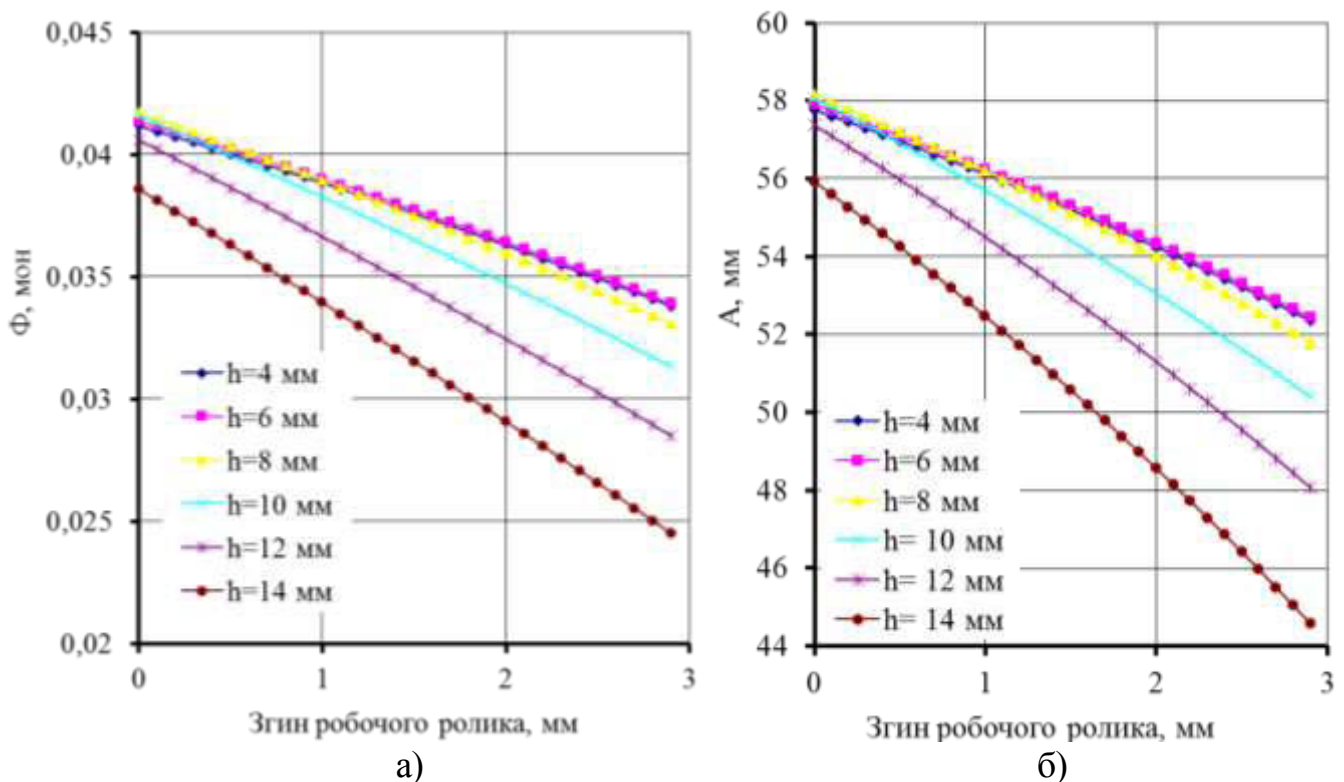 0,045
0,04
0,035
0,03
0,025
0,02
Ф, мон
h=4 мм
h=6 мм
h=8 мм
h=10 мм
h=12 мм
h=14 мм
0 1 2 3
Згин робочого ролика, мм
а)
60
58
56
54
52
50
48
46
44
А, мм
h=4 мм
h=6 мм
h=8 мм
h= 10 мм
h= 12 мм
h= 14 мм
0 1 2 3
Згин робочого ролика, мм
б)